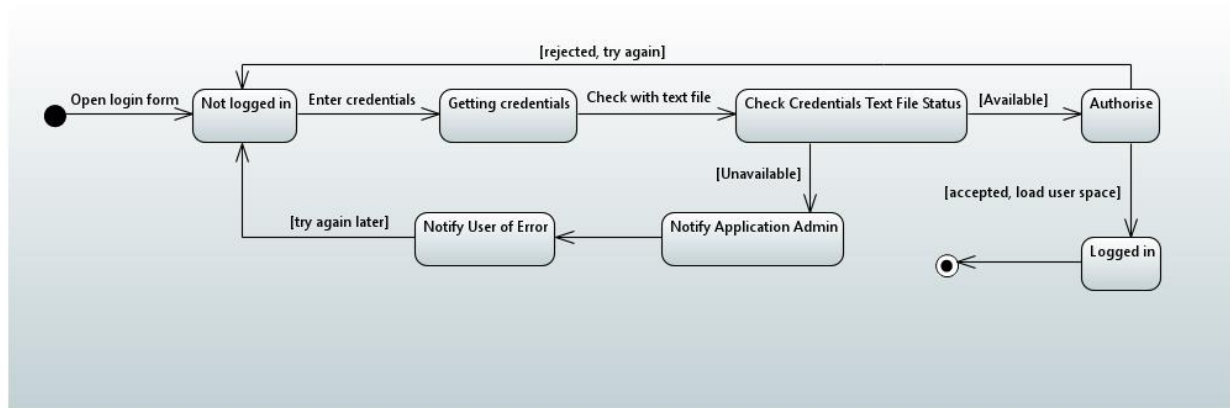 [rejected, try again]
Open login form
Not logged in
Enter credentials
Getting credentials
Check with text file
Check Credentials Text File Status
[Available]
Authorise
[Unavailable]
[accepted, load user space]
[try again later]
Notify User of Error
Notify Application Admin
Logged in